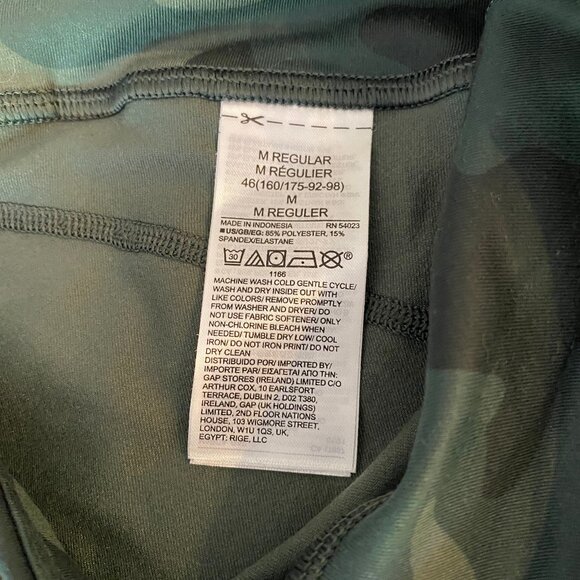 M REGULAR
M RÉGULIER
46(160/175-92-98)
M
M REGULER
MADE IN INDONESIA RN 54023
■US/GB/EG: 85% POLYESTER, 15%
SPANDEX/ELASTANE
30 ®
1166
MACHINE WASH COLD GENTLE CYCLE/
WASH AND DRY INSIDE OUT WITH
LIKE COLORS/ REMOVE PROMPTLY
FROM WASHER AND DRYER/ DO
NOT USE FABRIC SOFTENER/ ONLY
NON-CHLORINE BLEACH WHEN
NEEDED/ TUMBLE DRY LOW/ COOL
IRON/ DO NOT IRON PRINT/ DO NOT
DRY CLEAN
DISTRIBUIDO POR/ IMPORTED BY/
IMPORTE PAR/ ΕΙΣΑΓΕΤΑΙ ΑΠΟ ΤΗΝ:
GAP STORES (IRELAND) LIMITED C/O
ARTHUR COX, 10 EARLSFORT
TERRACE, DUBLIN 2, D02 T380,
IRELAND, GAP (UK HOLDINGS)
LIMITED, 2ND FLOOR NATIONS
HOUSE, 103 WIGMORE STREET,
LONDON, W1U 1QS, UK,
EGYPT: RIGE, LLC